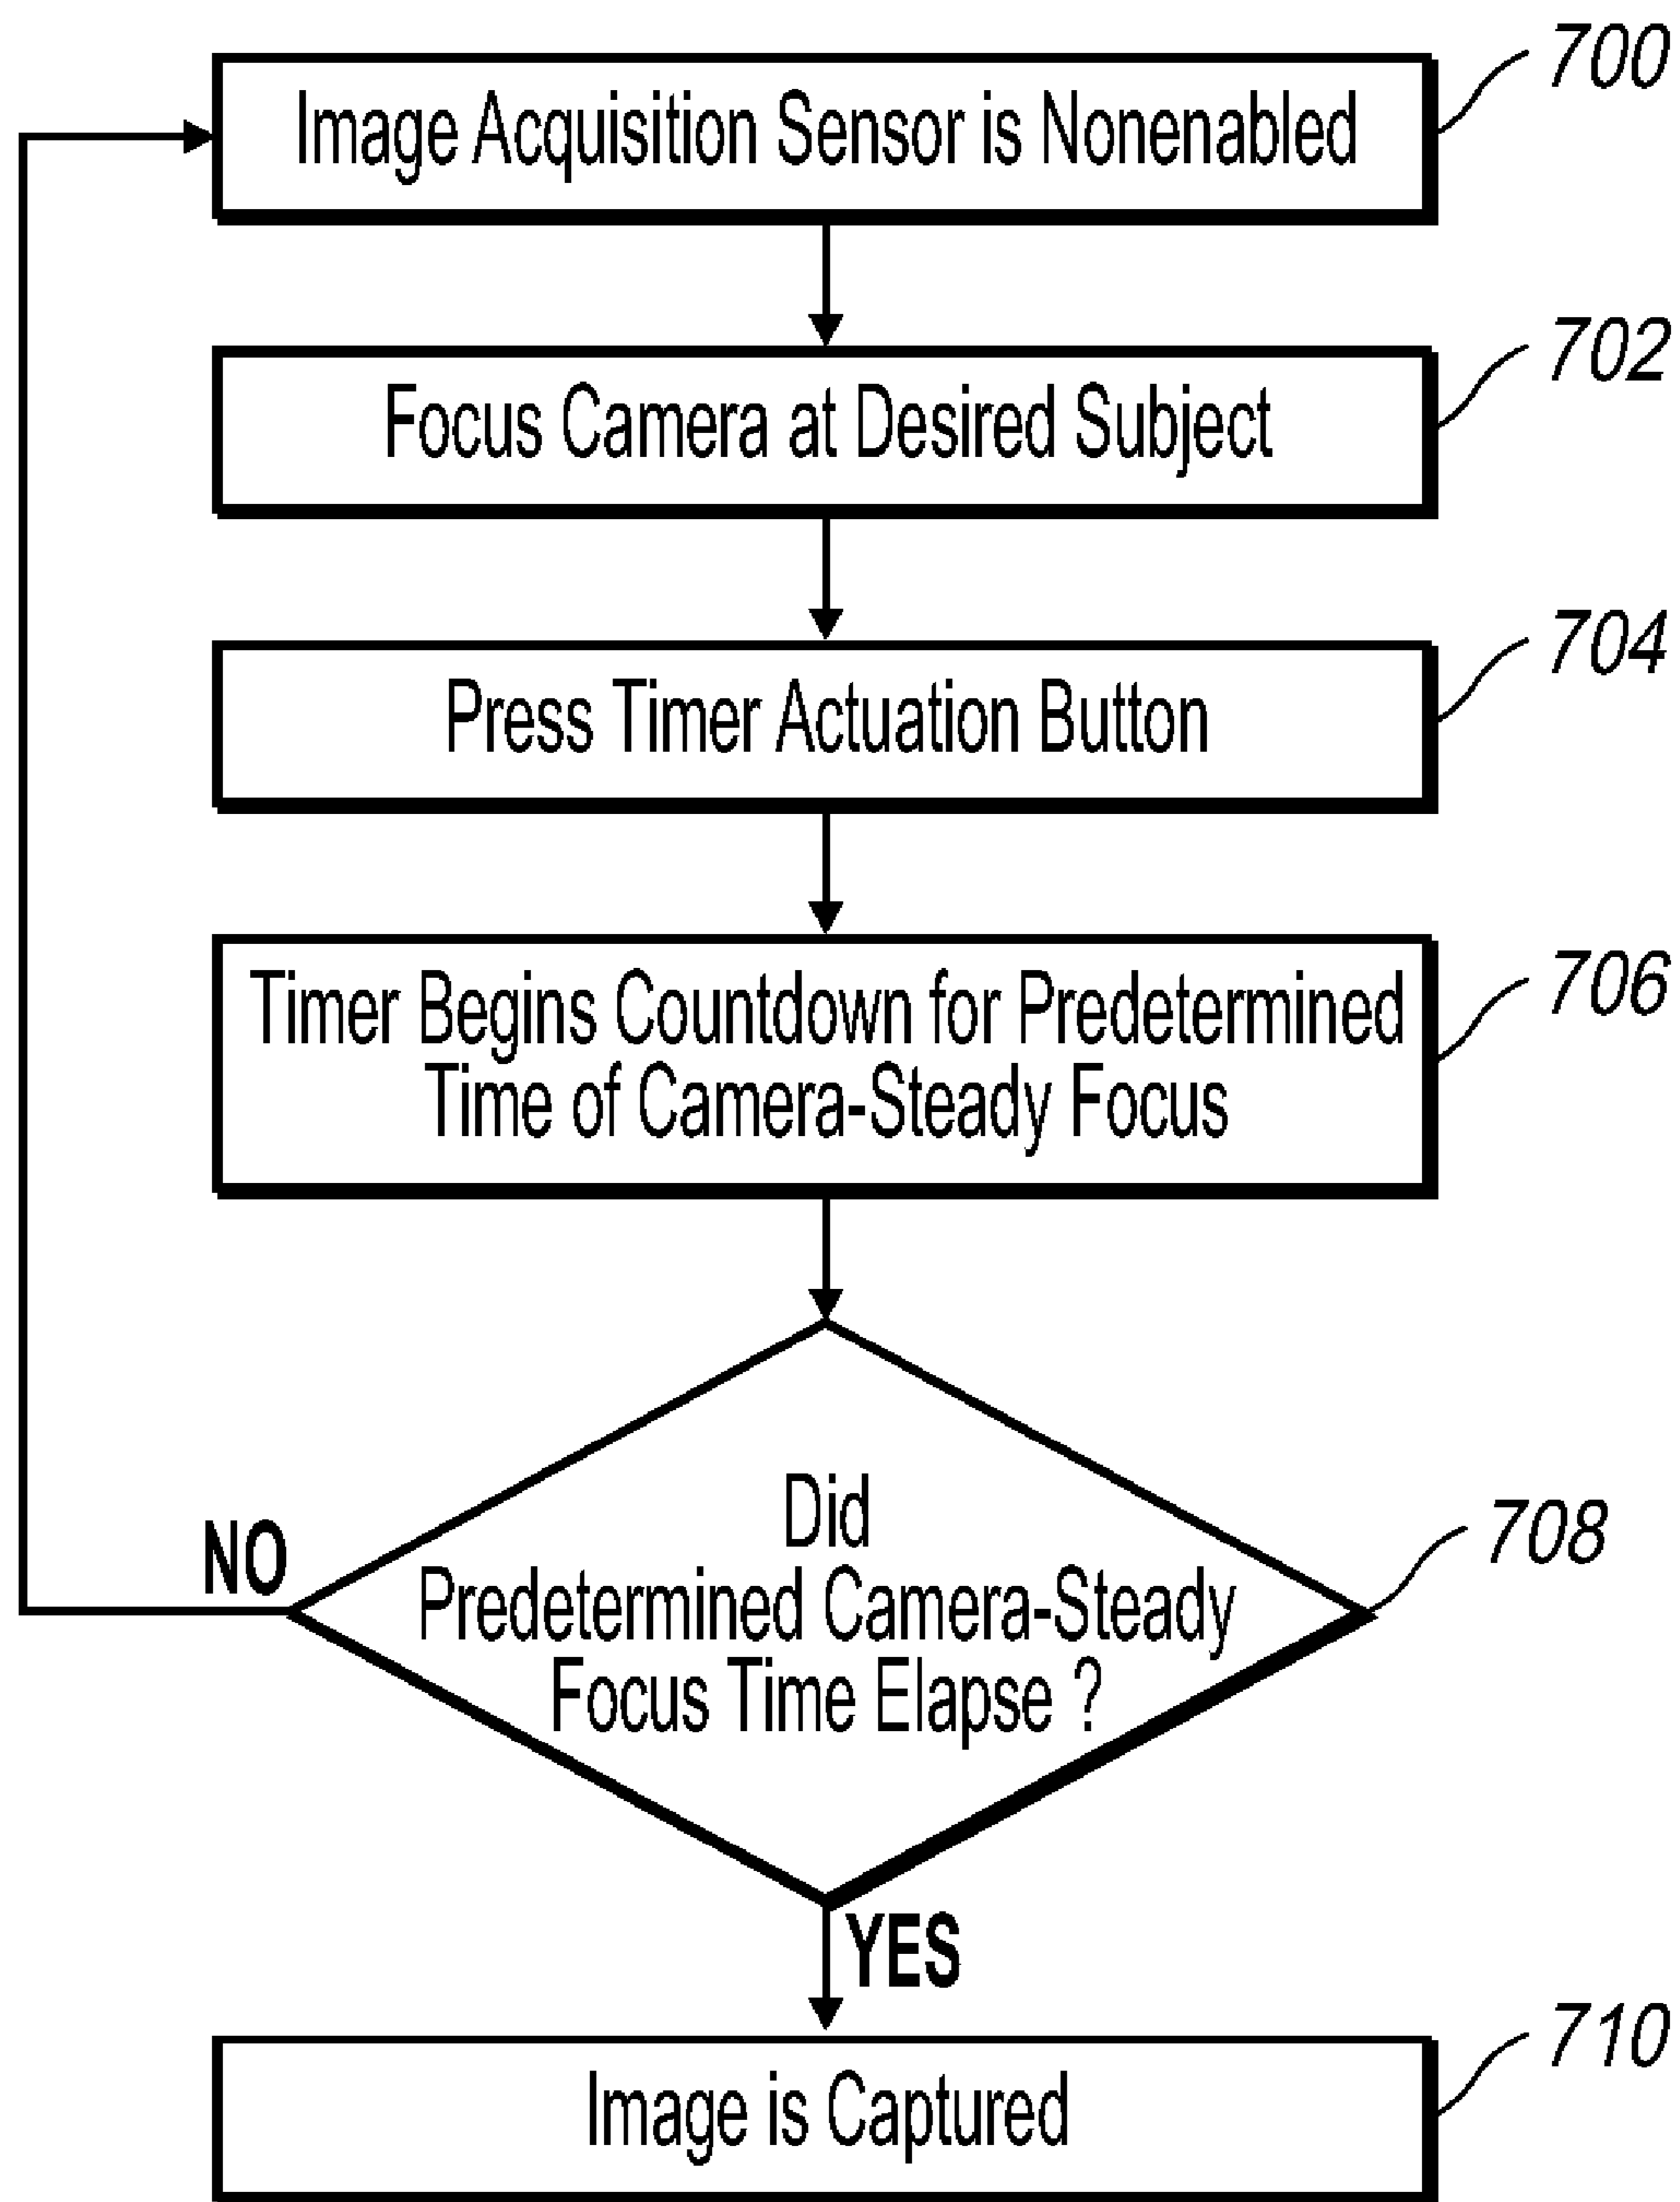 700
Image Acquisition Sensor is Nonenabled
702
Focus Camera at Desired Subject
704
Press Timer Actuation Button
706
Timer Begins Countdown for Predetermined
Time of Camera-Steady Focus
708
Did
Predetermined Camera-Steady
Focus Time Elapse ?
NO
YES
710
Image is Captured